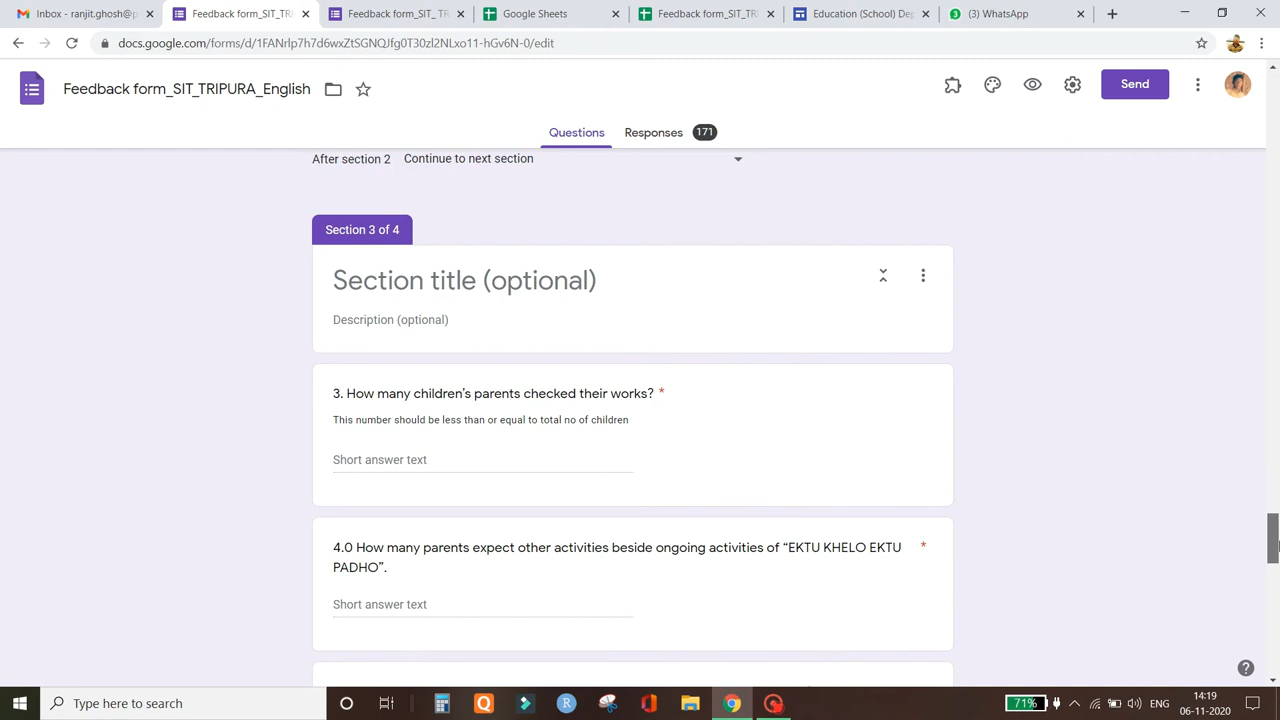 Inbox - ranjit.ghosh@p
Feedback form_SIT_TRIPU
Feedback form_SIT_ TR
Google Sheets
Feedback form_SIT_TRI
Education (School) Dep
(3) WhatsApp
docs.google.com/forms/d/1FANrlp7h7d6wxZtSGNQJfg0T30zl2NLxo11-hGv6N-0/edit
Feedback form_SIT_TRIPURA_English
Send
Questions
Responses 171
After section 2 Continue to next section
Section 3 of 4
Section title (optional)
Description (optional)
3. How many children’s parents checked their works? *
This number should be less than or equal to total no of children
Short answer text
4.0 How many parents expect other activities beside ongoing activities of “EKTU KHELO EKTU *
PADHO”.
Short answer text
Type here to search
71%
ENG
14:19
06-11-2020